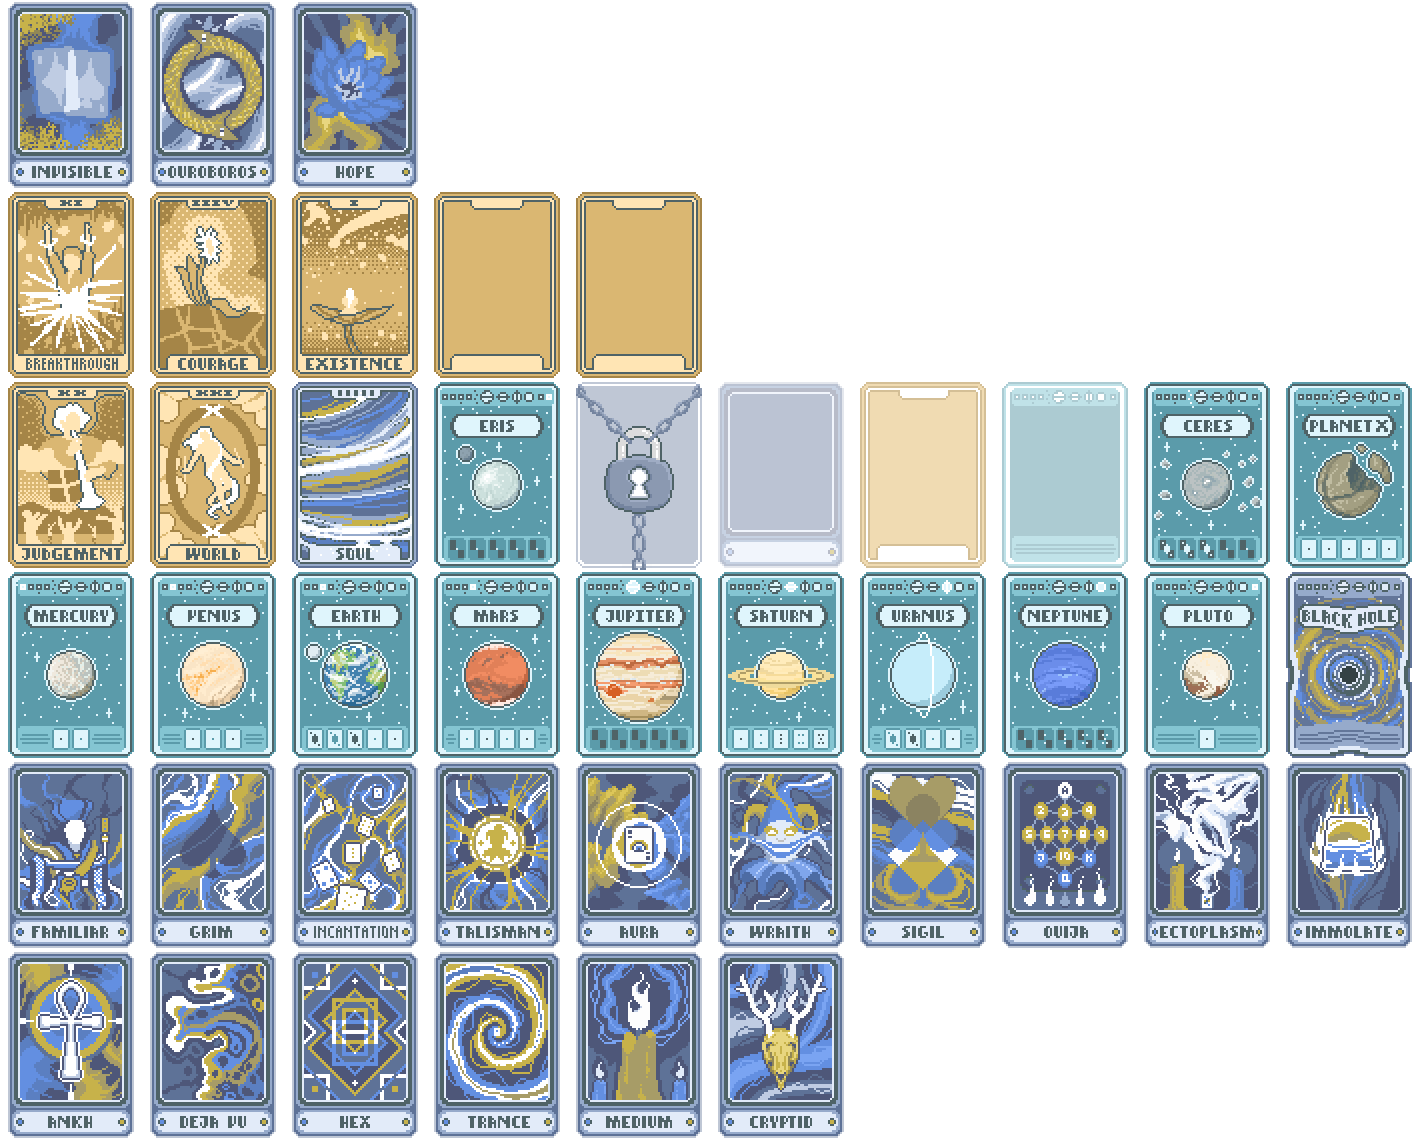 INVISIBLE
OUROBOROS
HOPE
XI
XIIV
I
BREAKTHROUGH
COURAGE
EXISTENCE
XX
XXI
ERIS
CERES
PLANET X
JUDGEMENT
WORLD
SOUL
MERCURY
VENUS
EARTH
MARS
JUPITER
SATURN
URANUS
NEPTUNE
PLUTO
BLACK HOLE
FAMILIAR
GRIM
INCANTATION
TALISMAN
AURA
WRAITH
SIGIL
OUIJA
ECTOPLASM
IMMOLATE
ANKH
DEJA VU
HEX
TRANCE
MEDIUM
CRYPTID